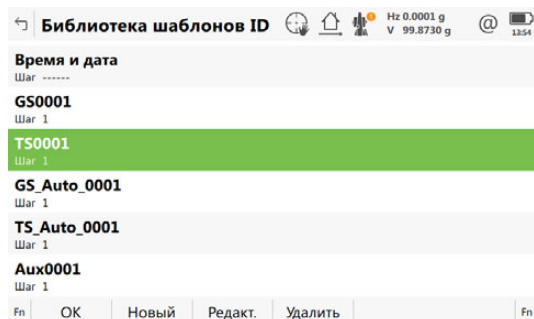 Библиотека шаблонов ID
Hz 0.0001 g
V 99.8730 g
@
13:54
Время и дата
Шаг ------
GS0001
Шаг 1
TS0001
Шаг 1
GS_Auto_0001
Шаг 1
TS_Auto_0001
Шаг 1
Aux0001
Шаг 1
Fn OK Новый Редакт. Удалить Fn